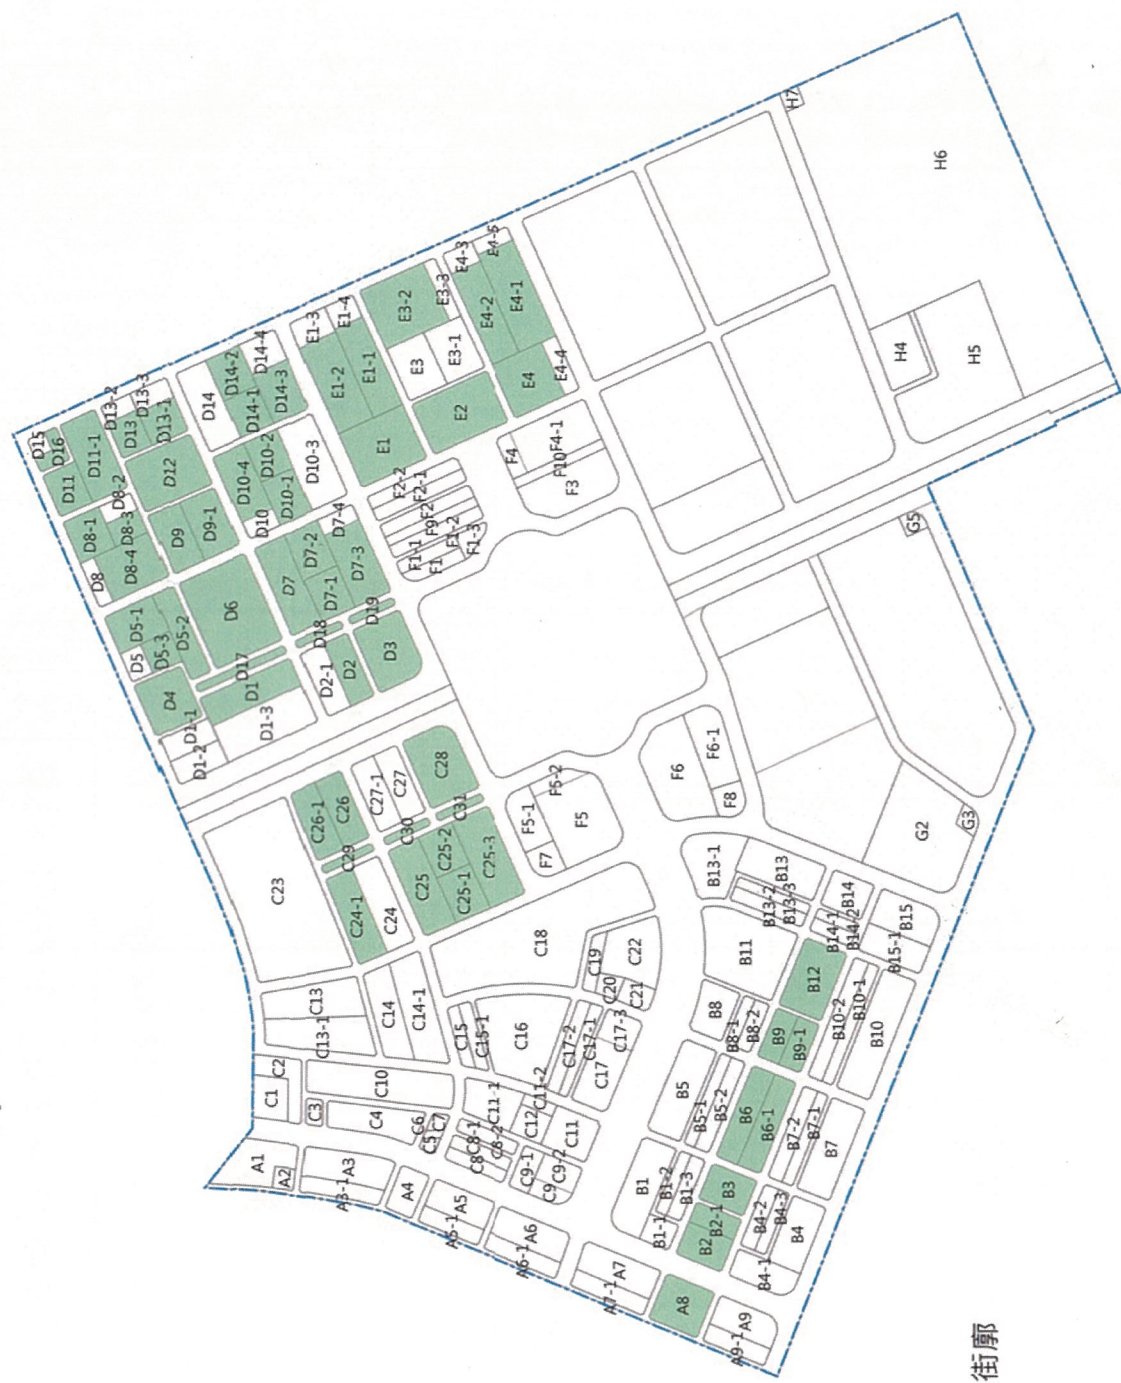 D15
D16
D11
D11-1
D13-2
D13-3
D13
D13-1
D8-1
D8-2
D8-3
D8
D8-4
D12
D9
D9-1
D14
D14-2
D14-4
D14-1
D14-3
D5-1
D5
D5-3
D5-2
D6
D10-4
D10-2
D10
D10-1
D10-3
E1-3
E1-4
E1-2
E1-1
E1
D4
D17
D1-1
D1-2
D1
D1-3
D7
D7-2
D7-4
D7-1
D7-3
D18
D19
D2-1
D2
D3
E3-2
E3-3
E3
E3-1
E2
E4-3
E4-5
E4-2
E4-1
E4
E4-4
F2-2
F2-1
F2
F9
F1-1
F1-2
F1
F1-3
F4
F4-1
F10
F3
H7
H6
H4
H5
G5
C23
C26-1
C26
C27-1
C27
C28
C29
C30
C31
C24-1
C24
C25
C25-2
C25-1
C25-3
F5-1
F5-2
F7
F5
F6
F6-1
F8
C13
C13-1
C14
C14-1
C18
C19
C22
C20
C21
C15
C15-1
C16
C17-2
C17-1
C17
C17-3
C2
C1
C3
C10
C4
C6
C5
C7
C11-1
C11-2
C12
C11
C8-1
C8-2
C8
C9-1
C9
C9-2
A1
A2
A3
A3-1
A4
A5
A5-1
A6
A6-1
A7
A7-1
A8
A9
A9-1
B13-1
B13
B13-2
B13-3
B14
B14-1
B14-2
B15
B15-1
B11
B12
B8
B8-1
B8-2
B9
B9-1
B10-2
B10-1
B10
B5
B5-1
B5-2
B6
B6-1
B7-2
B7-1
B7
B1
B1-2
B1-3
B1-1
B3
B2-1
B2
B4-2
B4-3
B4
B4-1
G2
G3
街廓